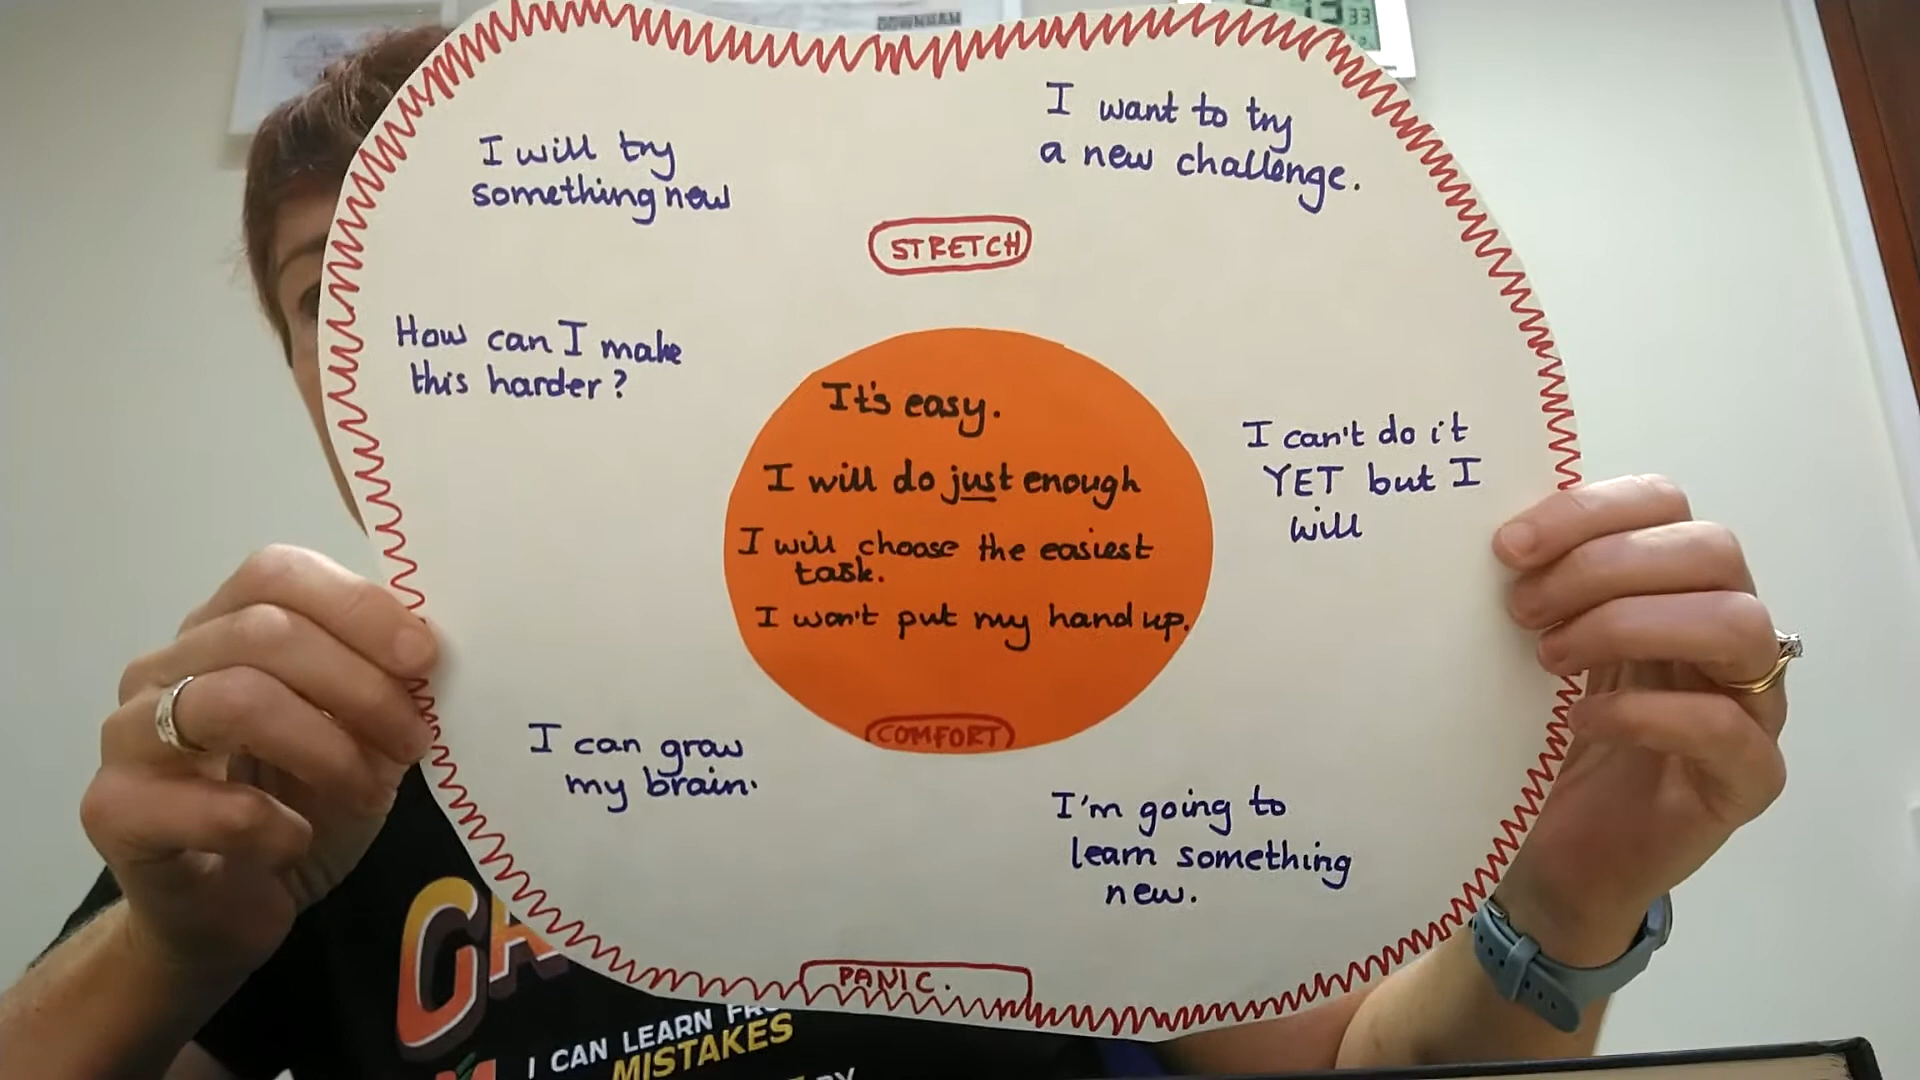 DOWNHAM
33
I will try
something new
I want to try
a new challenge.
STRETCH
How can I make
this harder?
It's easy.
I will do just enough
I will choose the easiest
task.
I won't put my hand up.
COMFORT
I can't do it
YET but I
will
I can grow
my brain.
I'm going to
learn something
new.
PANIC.
I CAN LEARN
MISTAKES